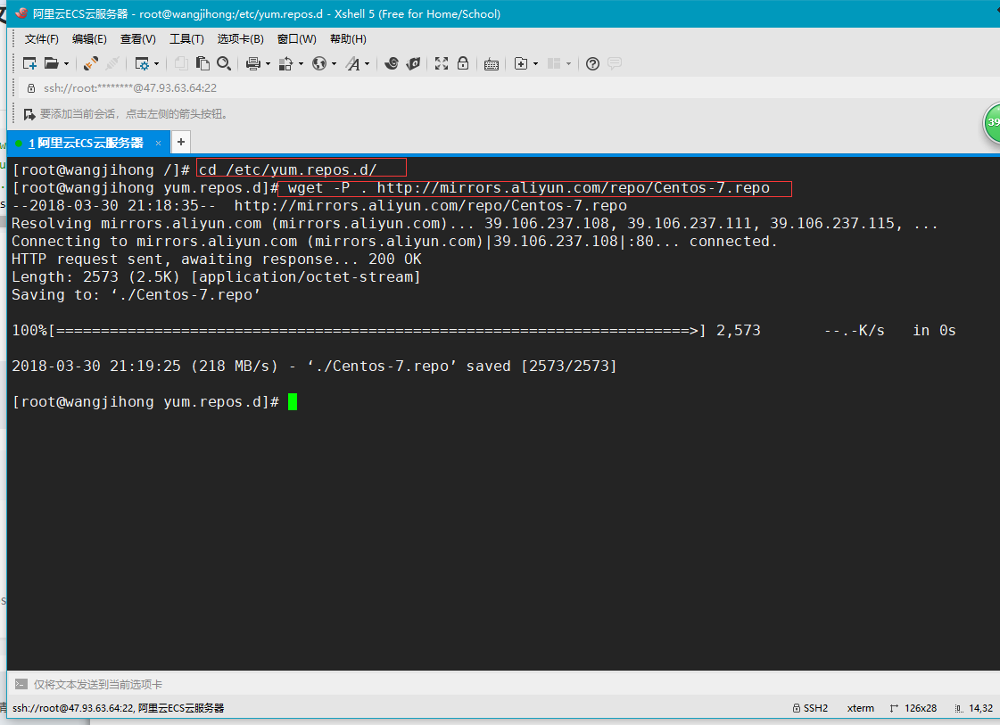 阿里云ECS云服务器 - root@wangjihong:/etc/yum.repos.d - Xshell 5 (Free for Home/School)
文件(F) 编辑(E) 查看(V) 工具(T) 选项卡(B) 窗口(W) 帮助(H)
ssh://root:********@47.93.63.64:22
要添加当前会话，点击左侧的箭头按钮。
39
1 阿里云ECS云服务器 × +
[root@wangjihong /]# cd /etc/yum.repos.d/
[root@wangjihong yum.repos.d]# wget -P . http://mirrors.aliyun.com/repo/Centos-7.repo
--2018-03-30 21:18:35--  http://mirrors.aliyun.com/repo/Centos-7.repo
Resolving mirrors.aliyun.com (mirrors.aliyun.com)... 39.106.237.108, 39.106.237.111, 39.106.237.115, ...
Connecting to mirrors.aliyun.com (mirrors.aliyun.com)|39.106.237.108|:80... connected.
HTTP request sent, awaiting response... 200 OK
Length: 2573 (2.5K) [application/octet-stream]
Saving to: ‘./Centos-7.repo’
100%[=======================================================================>] 2,573       --.-K/s   in 0s
2018-03-30 21:19:25 (218 MB/s) - ‘./Centos-7.repo’ saved [2573/2573]
[root@wangjihong yum.repos.d]#
仅将文本发送到当前选项卡
ssh://root@47.93.63.64:22, 阿里云ECS云服务器 SSH2 xterm 126x28 14,32